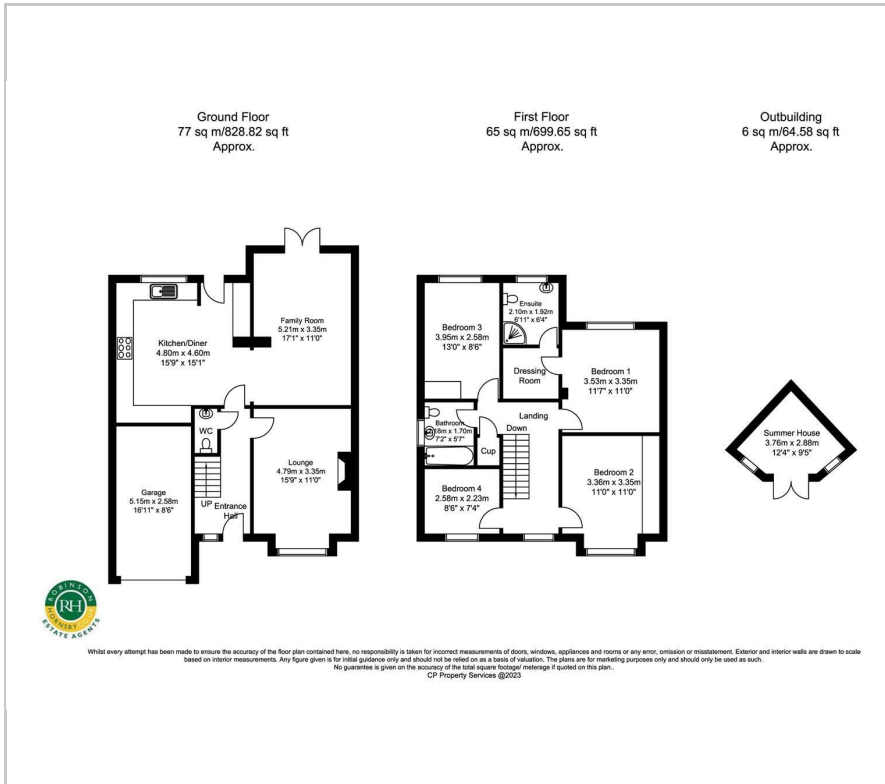 Ground Floor
77 sq m/828.82 sq ft
Approx.
First Floor
65 sq m/699.65 sq ft
Approx.
Outbuilding
6 sq m/64.58 sq ft
Approx.
Family Room
5.21m x 3.35m
17'1" x 11'0"
Kitchen/Diner
4.80m x 4.60m
15'9" x 15'1"
WC
Lounge
4.79m x 3.35m
15'9" x 11'0"
Garage
5.15m x 2.58m
16'11" x 8'6"
UP
Entrance
Hall
Ensuite
2.10m x 1.92m
6'11" x 6'4"
Bedroom 3
3.95m x 2.58m
13'0" x 8'6"
Dressing
Room
Bedroom 1
3.53m x 3.35m
11'7" x 11'0"
Landing
Down
Bathroom
.18m x 1.70m
7'2" x 5'7"
Cup
Bedroom 2
3.36m x 3.35m
11'0" x 11'0"
Bedroom 4
2.58m x 2.23m
8'6" x 7'4"
Summer House
3.76m x 2.88m
12'4" x 9'5"
ROBINSON
RH
HORNSBY
ESTATE AGENTS
Whilst every attempt has been made to ensure the accuracy of the floor plan contained here, no responsibility is taken for incorrect measurements of doors, windows, appliances and rooms or any error, omission or misstatement. Exterior and interior walls are drawn to scale
based on interior measurements. Any figure given is for initial guidance only and should not be relied on as a basis of valuation. The plans are for marketing purposes only and should only be used as such.
No guarantee is given on the accuracy of the total square footage/ meterage if quoted on this plan..
CP Property Services @2023